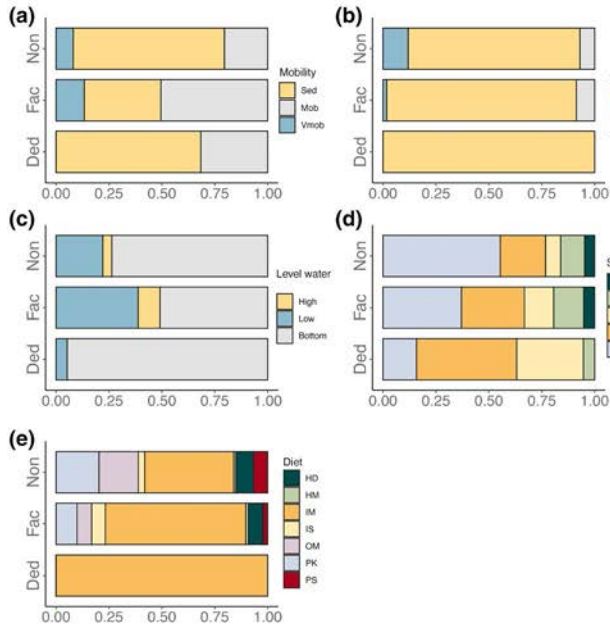 (a)
Non
Fac
Ded
0.00 0.25 0.50 0.75 1.00
Mobility
Sed
Mob
Vmob
(b)
0.00 0.25 0.50 0.75 1.00
(c)
Non
Fac
Ded
0.00 0.25 0.50 0.75 1.00
Level water
High
Low
Bottom
(d)
Non
Fac
Ded
0.00 0.25 0.50 0.75 1.00
S
(e)
Non
Fac
Ded
0.00 0.25 0.50 0.75 1.00
Diet
HD
HM
IM
IS
OM
PK
PS